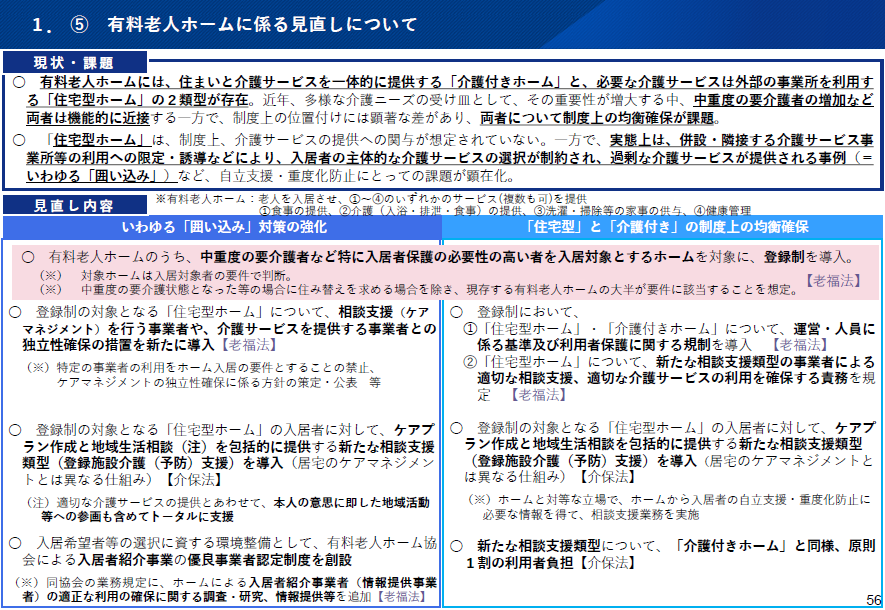 １．⑤　有料老人ホームに係る見直しについて
現状・課題
○　有料老人ホームには、住まいと介護サービスを一体的に提供する「介護付きホーム」と、必要な介護サービスは外部の事業所を利用す
る「住宅型ホーム」の２類型が存在。近年、多様な介護ニーズの受け皿として、その重要性が増大する中、中重度の要介護者の増加など
両者は機能的に近接する一方で、制度上の位置付けには顕著な差があり、両者について制度上の均衡確保が課題。
○　「住宅型ホーム」は、制度上、介護サービスの提供への関与が想定されていない。一方で、実態上は、併設・隣接する介護サービス事
業所等の利用への限定・誘導などにより、入居者の主体的な介護サービスの選択が制約され、過剰な介護サービスが提供される事例（＝
いわゆる「囲い込み」）など、自立支援・重度化防止にとっての課題が顕在化。
見直し内容
※有料老人ホーム：老人を入居させ、①～④のいずれかのサービス(複数も可)を提供
①食事の提供、②介護（入浴・排泄・食事）の提供、③洗濯・掃除等の家事の供与、④健康管理
いわゆる「囲い込み」対策の強化
「住宅型」と「介護付き」の制度上の均衡確保
○　有料老人ホームのうち、中重度の要介護者など特に入居者保護の必要性の高い者を入居対象とするホームを対象に、登録制を導入。
（※）　対象ホームは入居対象者の要件で判断。
（※）　中重度の要介護状態となった等の場合に住み替えを求める場合を除き、現存する有料老人ホームの大半が要件に該当することを想定。
【老福法】
○　登録制の対象となる「住宅型ホーム」について、相談支援（ケア
マネジメント）を行う事業者や、介護サービスを提供する事業者との
独立性確保の措置を新たに導入【老福法】
（※）特定の事業者の利用をホーム入居の要件とすることの禁止、
ケアマネジメントの独立性確保に係る方針の策定・公表　等
○　登録制の対象となる「住宅型ホーム」の入居者に対して、ケアプ
ラン作成と地域生活相談（注）を包括的に提供する新たな相談支援
類型（登録施設介護（予防）支援）を導入（居宅のケアマネジメン
トとは異なる仕組み）【介保法】
（注）適切な介護サービスの提供とあわせて、本人の意思に即した地域活動
等への参画も含めてトータルに支援
○　入居希望者等の選択に資する環境整備として、有料老人ホーム協
会による入居者紹介事業の優良事業者認定制度を創設
（※）同協会の業務規定に、ホームによる入居者紹介事業者（情報提供事業
者）の適正な利用の確保に関する調査・研究、情報提供等を追加【老福法】
○　登録制において、
①「住宅型ホーム」・「介護付きホーム」について、運営・人員に
係る基準及び利用者保護に関する規制を導入　【老福法】
②「住宅型ホーム」について、新たな相談支援類型の事業者による
適切な相談支援、適切な介護サービスの利用を確保する責務を規
定　【老福法】
○　登録制の対象となる「住宅型ホーム」の入居者に対して、ケアプ
ラン作成と地域生活相談を包括的に提供する新たな相談支援類型
（登録施設介護（予防）支援）を導入（居宅のケアマネジメントと
は異なる仕組み）【介保法】
（※）ホームと対等な立場で、ホームから入居者の自立支援・重度化防止に
必要な情報を得て、相談支援業務を実施
○　新たな相談支援類型について、「介護付きホーム」と同様、原則
１割の利用者負担【介保法】
56